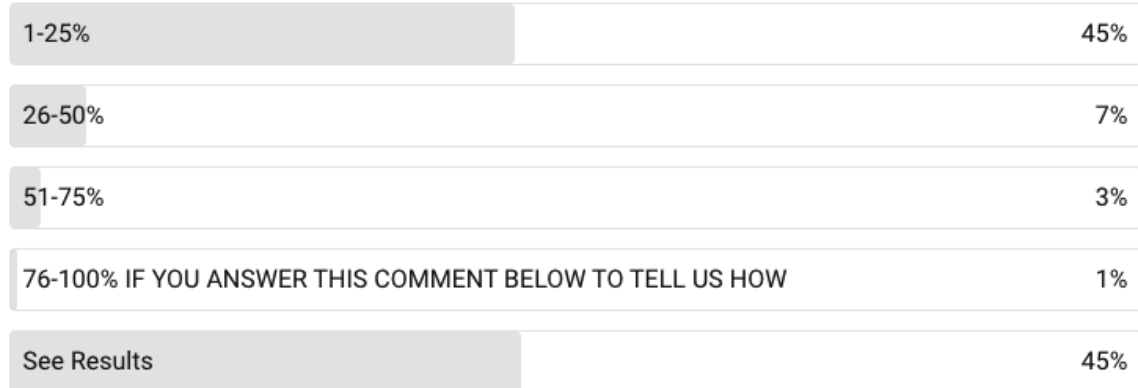 1-25% 45%
26-50% 7%
51-75% 3%
76-100% IF YOU ANSWER THIS COMMENT BELOW TO TELL US HOW 1%
See Results 45%